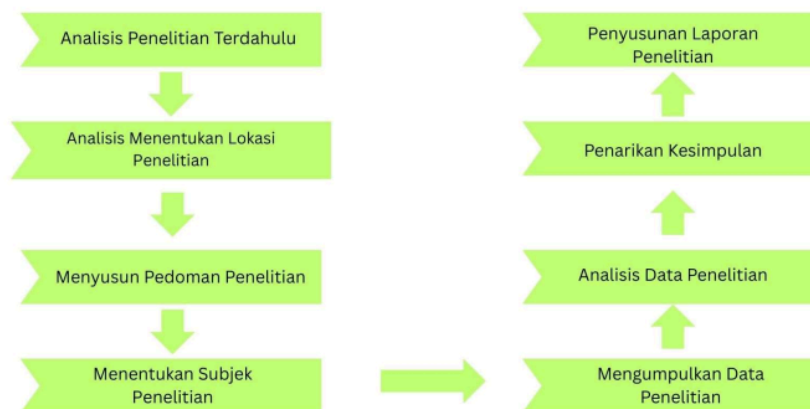 Analisis Penelitian Terdahulu
Analisis Menentukan Lokasi
Penelitian
Menyusun Pedoman Penelitian
Menentukan Subjek
Penelitian
Mengumpulkan Data
Penelitian
Analisis Data Penelitian
Penarikan Kesimpulan
Penyusunan Laporan
Penelitian